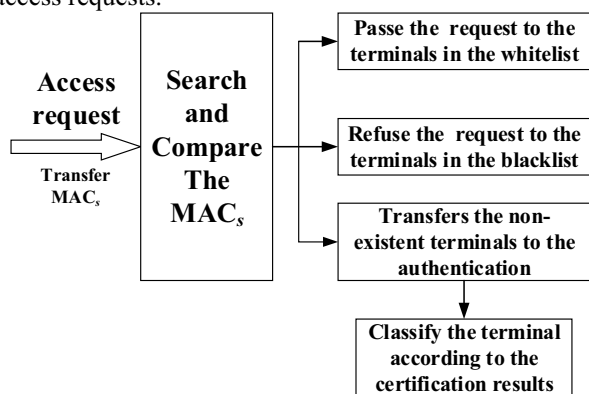 access requests.
Access
request
Transfer
MACs
Search
and
Compare
The
MACs
Passe the request to the
terminals in the whitelist
Refuse the request to the
terminals in the blacklist
Transfers the non-
existent terminals to the
authentication
Classify the terminal
according to the
certification results